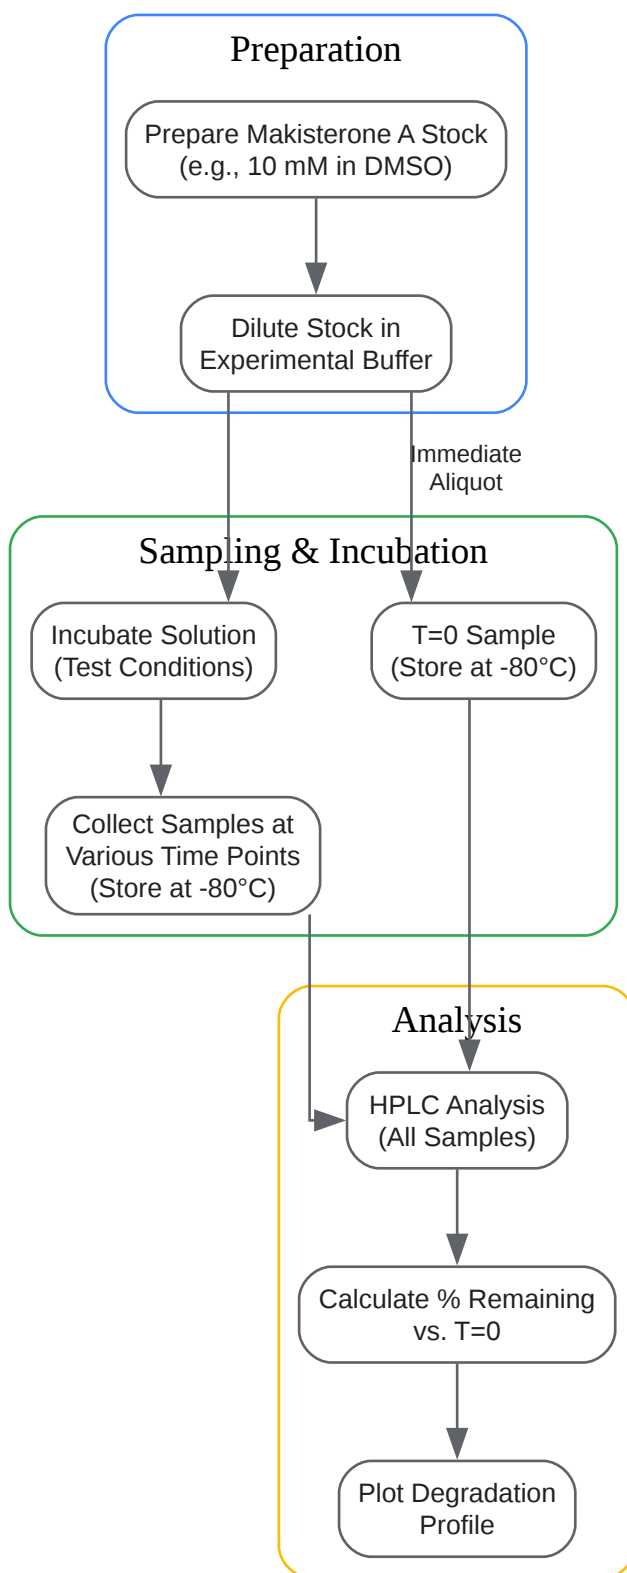 Preparation
Prepare Makisterone A Stock
(e.g., 10 mM in DMSO)
Dilute Stock in
Experimental Buffer
Immediate
Aliquot
Sampling & Incubation
Incubate Solution
(Test Conditions)
T=0 Sample
(Store at -80°C)
Collect Samples at
Various Time Points
(Store at -80°C)
Analysis
HPLC Analysis
(All Samples)
Calculate % Remaining
vs. T=0
Plot Degradation
Profile